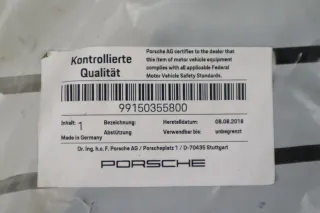 Kontrollierte
Qualität
Porsche AG certifies to the dealer that
this item of motor vehicle equipment
complies with all applicable Federal
Motor Vehicle Safety Standards.
99150355800
Inhalt: 1 Bezeichnung: Herstelldatum: 08.08.2018
Made in Germany Abstützung Verwendbar bis: unbegrenzt
Dr. Ing. h.c. F. Porsche AG / Porscheplatz 1 / D-70435 Stuttgart
PORSCHE